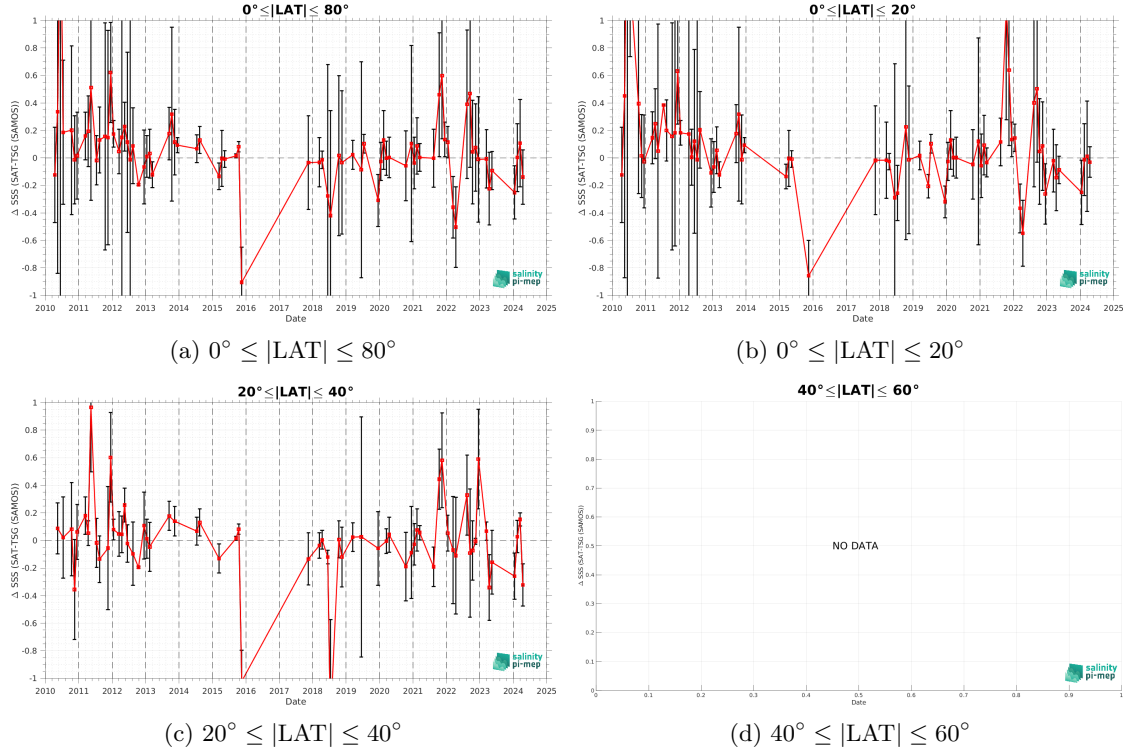 0°≤|LAT|≤ 80°
Δ SSS (SAT-TSG (SAMOS))
1
0.8
0.6
0.4
0.2
0
-0.2
-0.4
-0.6
-0.8
-1
2010 2011 2012 2013 2014 2015 2016 2017 2018 2019 2020 2021 2022 2023 2024 2025
Date
salinity
pi-mep
(a) 0° ≤ |LAT| ≤ 80°
0°≤|LAT|≤ 20°
Δ SSS (SAT-TSG (SAMOS))
1
0.8
0.6
0.4
0.2
0
-0.2
-0.4
-0.6
-0.8
-1
2010 2011 2012 2013 2014 2015 2016 2017 2018 2019 2020 2021 2022 2023 2024 2025
Date
salinity
pi-mep
(b) 0° ≤ |LAT| ≤ 20°
20°≤|LAT|≤ 40°
Δ SSS (SAT-TSG (SAMOS))
1
0.8
0.6
0.4
0.2
0
-0.2
-0.4
-0.6
-0.8
-1
2010 2011 2012 2013 2014 2015 2016 2017 2018 2019 2020 2021 2022 2023 2024 2025
Date
salinity
pi-mep
(c) 20° ≤ |LAT| ≤ 40°
40°≤|LAT|≤ 60°
Δ SSS (SAT-TSG (SAMOS))
1
0.9
0.8
0.7
0.6
0.5
0.4
0.3
0.2
0.1
0
NO DATA
0 0.1 0.2 0.3 0.4 0.5 0.6 0.7 0.8 0.9 1
Date
salinity
pi-mep
(d) 40° ≤ |LAT| ≤ 60°